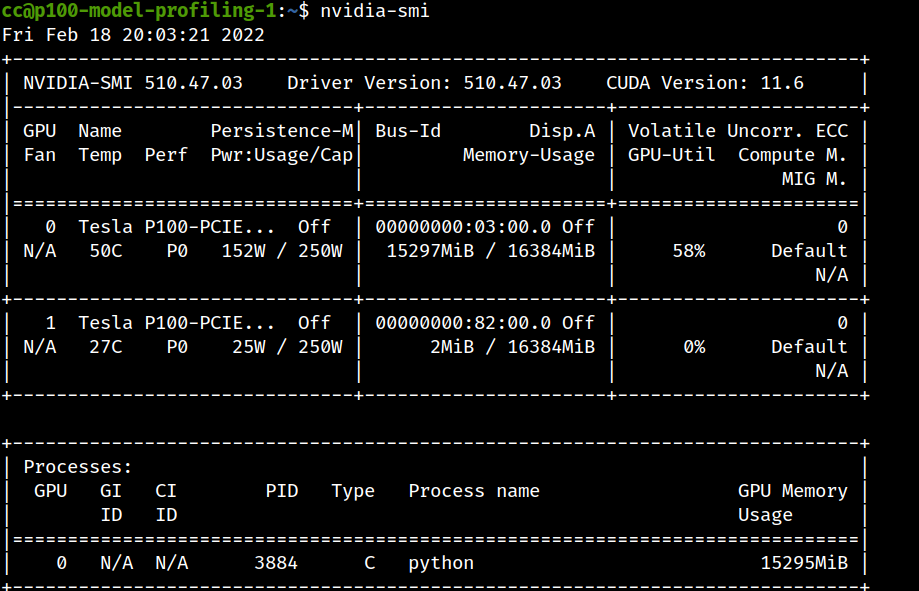 cc@p100-model-profiling-1:~$ nvidia-smi
Fri Feb 18 20:03:21 2022
+-----------------------------------------------------------------------------+
| NVIDIA-SMI 510.47.03    Driver Version: 510.47.03    CUDA Version: 11.6     |
|-------------------------------+----------------------+----------------------+
| GPU  Name        Persistence-M| Bus-Id        Disp.A | Volatile Uncorr. ECC |
| Fan  Temp  Perf  Pwr:Usage/Cap|         Memory-Usage | GPU-Util  Compute M. |
|                               |                      |               MIG M. |
|===============================+======================+======================|
|   0  Tesla P100-PCIE...  Off  | 00000000:03:00.0 Off |                    0 |
| N/A   50C    P0   152W / 250W |  15297MiB / 16384MiB |     58%      Default |
|                               |                      |                  N/A |
+-------------------------------+----------------------+----------------------+
|   1  Tesla P100-PCIE...  Off  | 00000000:82:00.0 Off |                    0 |
| N/A   27C    P0    25W / 250W |      2MiB / 16384MiB |      0%      Default |
|                               |                      |                  N/A |
+-------------------------------+----------------------+----------------------+

+-----------------------------------------------------------------------------+
| Processes:                                                                  |
|  GPU   GI   CI        PID   Type   Process name                  GPU Memory |
|        ID   ID                                                   Usage      |
|=============================================================================|
|    0   N/A  N/A      3884      C   python                          15295MiB |
+-----------------------------------------------------------------------------+